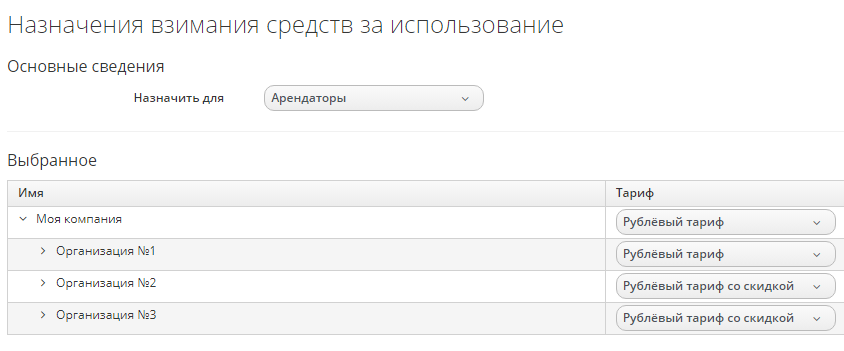 Назначения взимания средств за использование
Основные сведения
Назначить для Арендаторы
Выбранное
Имя Тариф
Моя компания Рублёвый тариф
Организация №1 Рублёвый тариф
Организация №2 Рублёвый тариф со скидкой
Организация №3 Рублёвый тариф со скидкой